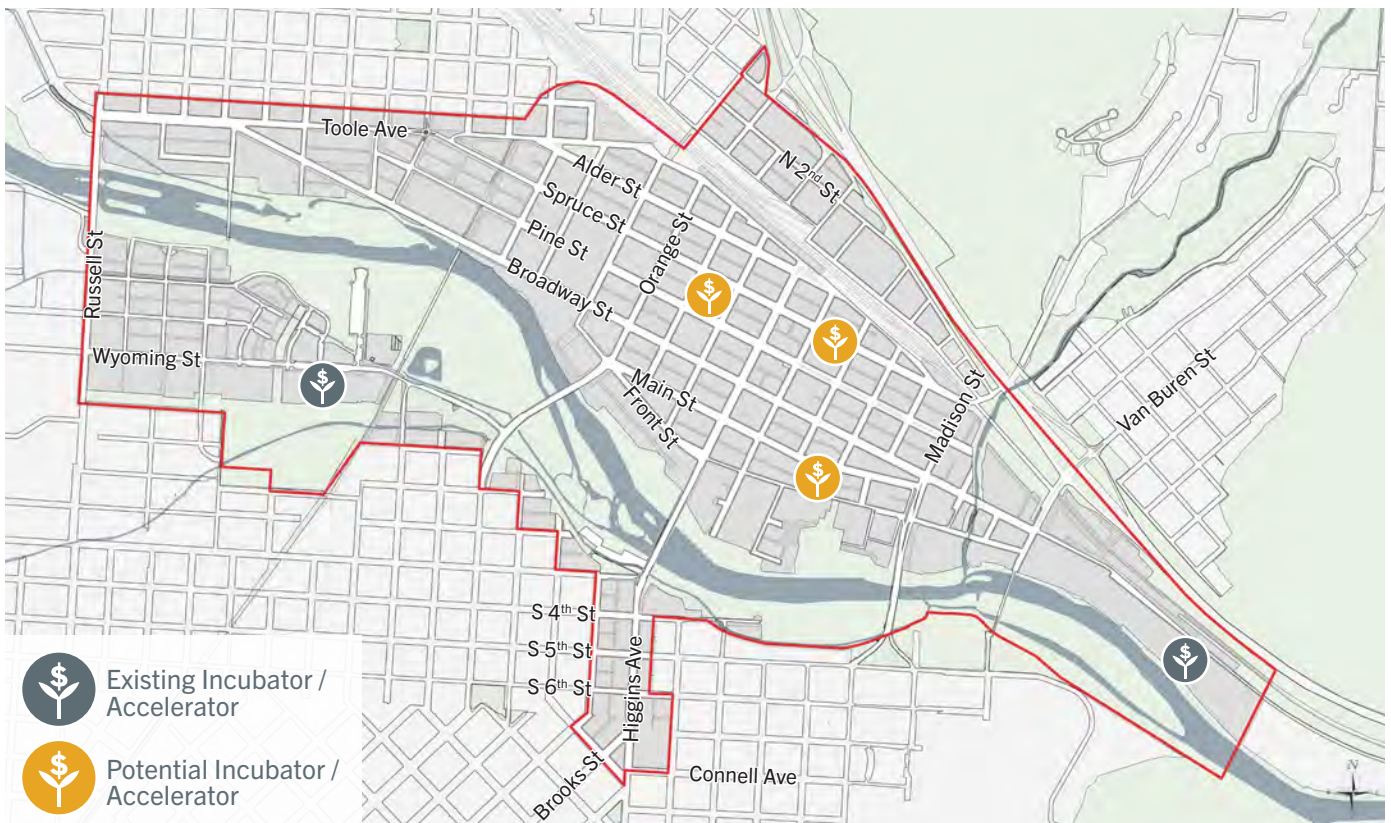 Toole Ave
Alder St
N 2nd St
Spruce St
Orange St
Pine St
Broadway St
Russell St
Wyoming St
Main St
Front St
Madison St
Van Buren St
S 4th St
S 5th St
S 6th St
Higgins Ave
Brooks St
Connell Ave
$
Existing Incubator /
Accelerator
$
Potential Incubator /
Accelerator
$
$
$
$
$
N